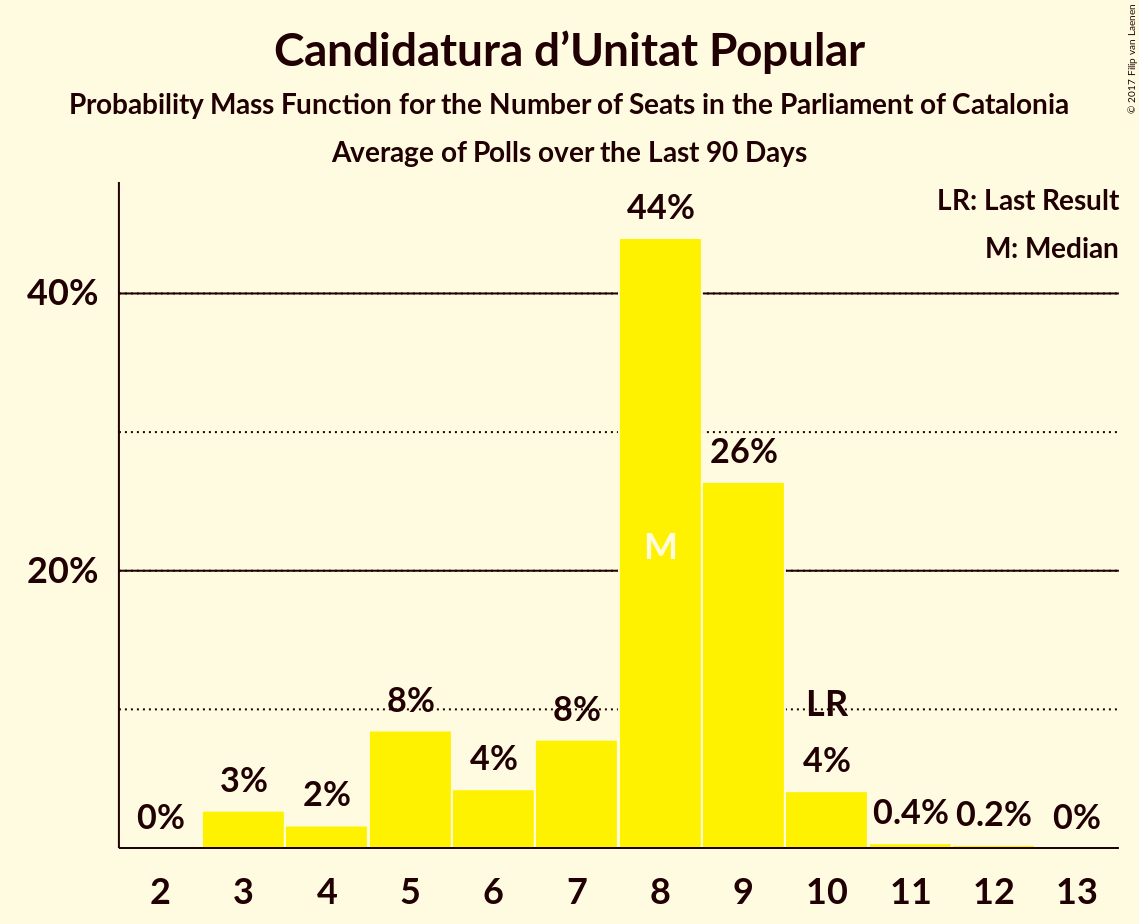 Candidatura d’Unitat Popular
Probability Mass Function for the Number of Seats in the Parliament of Catalonia
Average of Polls over the Last 90 Days
© 2017 Filip van Laenen
LR: Last Result
M: Median
40%
20%
0%
3%
2%
8%
4%
8%
44%
M
26%
LR
4%
0.4%
0.2%
0%
2 3 4 5 6 7 8 9 10 11 12 13